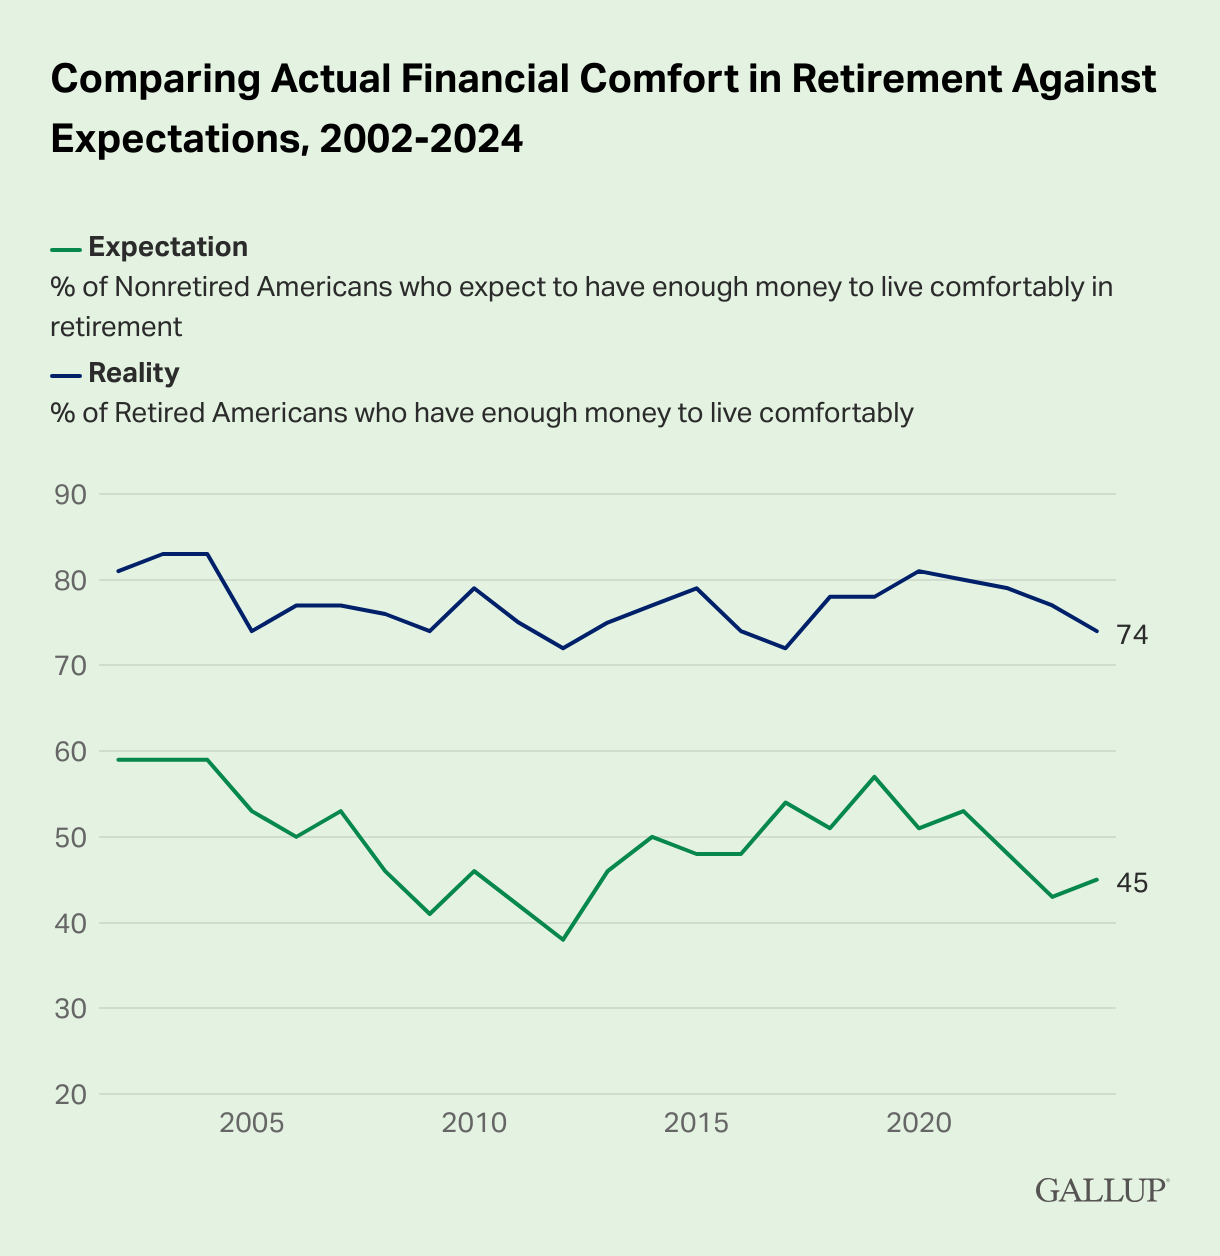 Comparing Actual Financial Comfort in Retirement Against
Expectations, 2002-2024
Expectation
% of Nonretired Americans who expect to have enough money to live comfortably in
retirement
Reality
% of Retired Americans who have enough money to live comfortably
90
80
74
70
60
50
45
40
30
20
2005 2010 2015 2020
GALLUP®